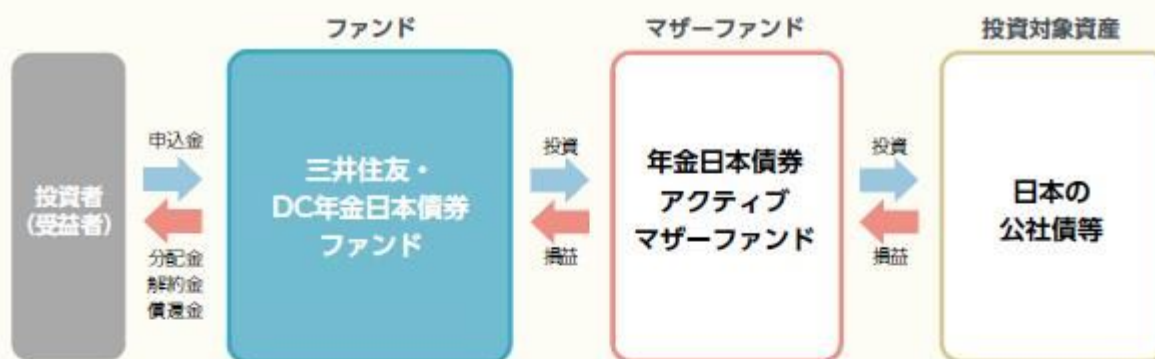 ファンド
マザーファンド
投資対象資産
投資者
(受益者)
申込金
分配金
解約金
償還金
三井住友・
DC年金日本債券
ファンド
投資
損益
年金日本債券
アクティブ
マザーファンド
投資
損益
日本の
公社債等